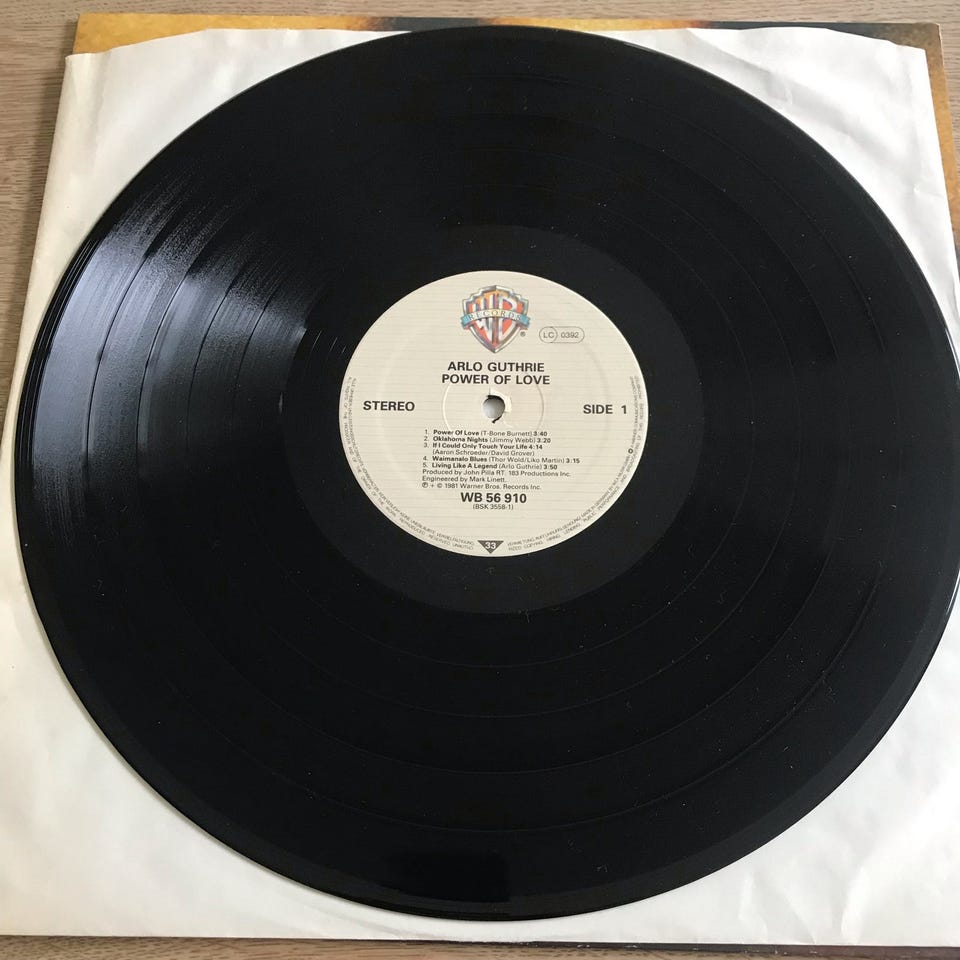 WB
RECORDS
®
LC 0392
ARLO GUTHRIE
POWER OF LOVE
STEREO
SIDE 1
1. Power Of Love (T-Bone Burnett) 3:40
2. Oklahoma Nights (Jimmy Webb) 3.20
3. If I Could Only Touch Your Life 4:14
(Aaron Schroeder/David Grover)
4. Waimanalo Blues (Thor Wold/Liko Martin) 3:15
5. Living Like A Legend (Arlo Guthrie) 3:50
Produced by John Pilla RT. 183 Productions Inc.
Engineered by Mark Linett.
℗ + © 1981 Warner Bros. Records Inc.
WB 56 910
(BSK 3558-1)
33